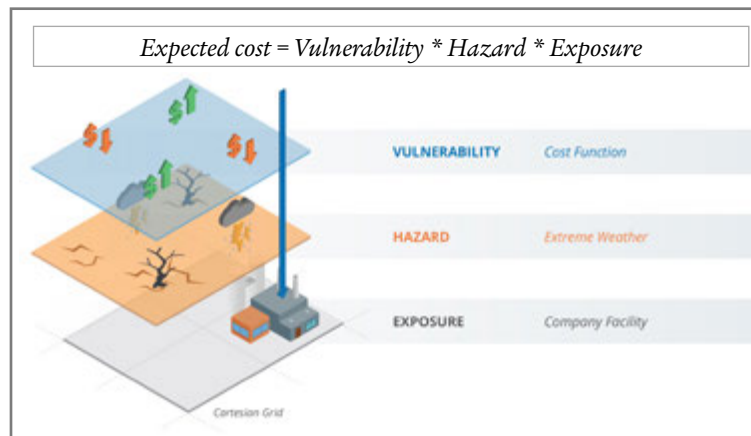 Expected cost = Vulnerability * Hazard * Exposure
VULNERABILITY Cost Function
HAZARD Extreme Weather
EXPOSURE Company Facility
Cartesian Grid